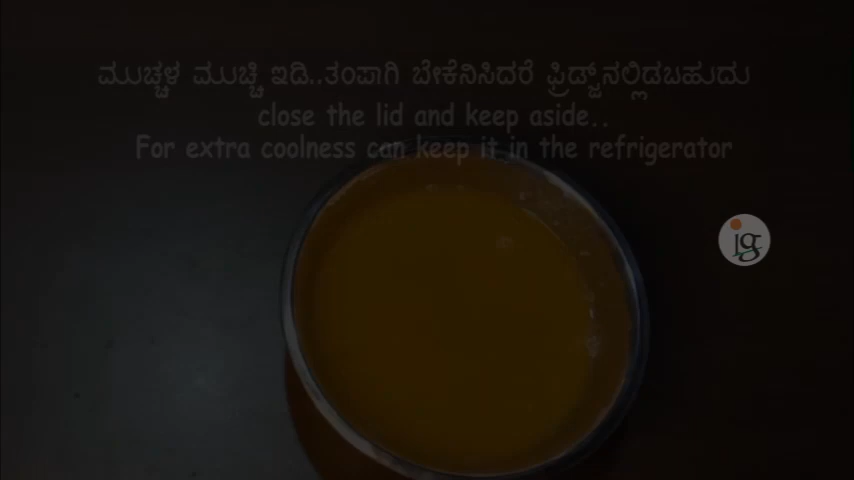 ಮುಚ್ಚಳ ಮುಚ್ಚಿ ಇಡಿ..ತಂಪಾಗಿ ಬೇಕೆನಿಸಿದರೆ ಫ್ರಿಡ್ಜ್‌ನಲ್ಲಿಡಬಹುದು
close the lid and keep aside..
For extra coolness can keep it in the refrigerator
ig